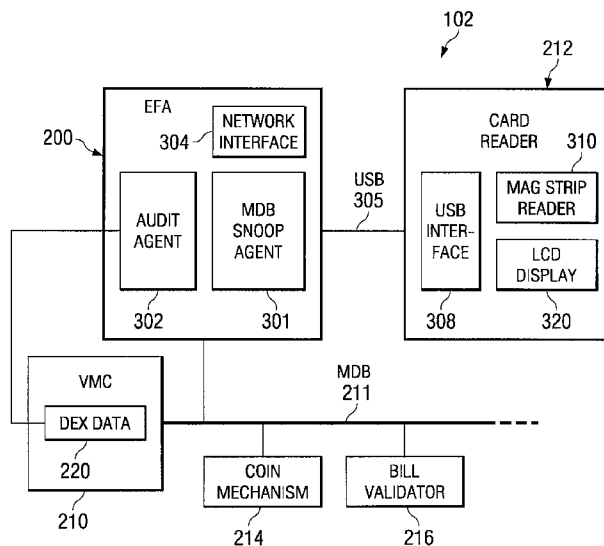 102
212
EFA
200
304
NETWORK
INTERFACE
AUDIT
AGENT
302
MDB
SNOOP
AGENT
301
USB
305
CARD
READER
310
USB
INTER-
FACE
308
MAG STRIP
READER
LCD
DISPLAY
320
VMC
DEX DATA
220
210
MDB
211
COIN
MECHANISM
214
BILL
VALIDATOR
216